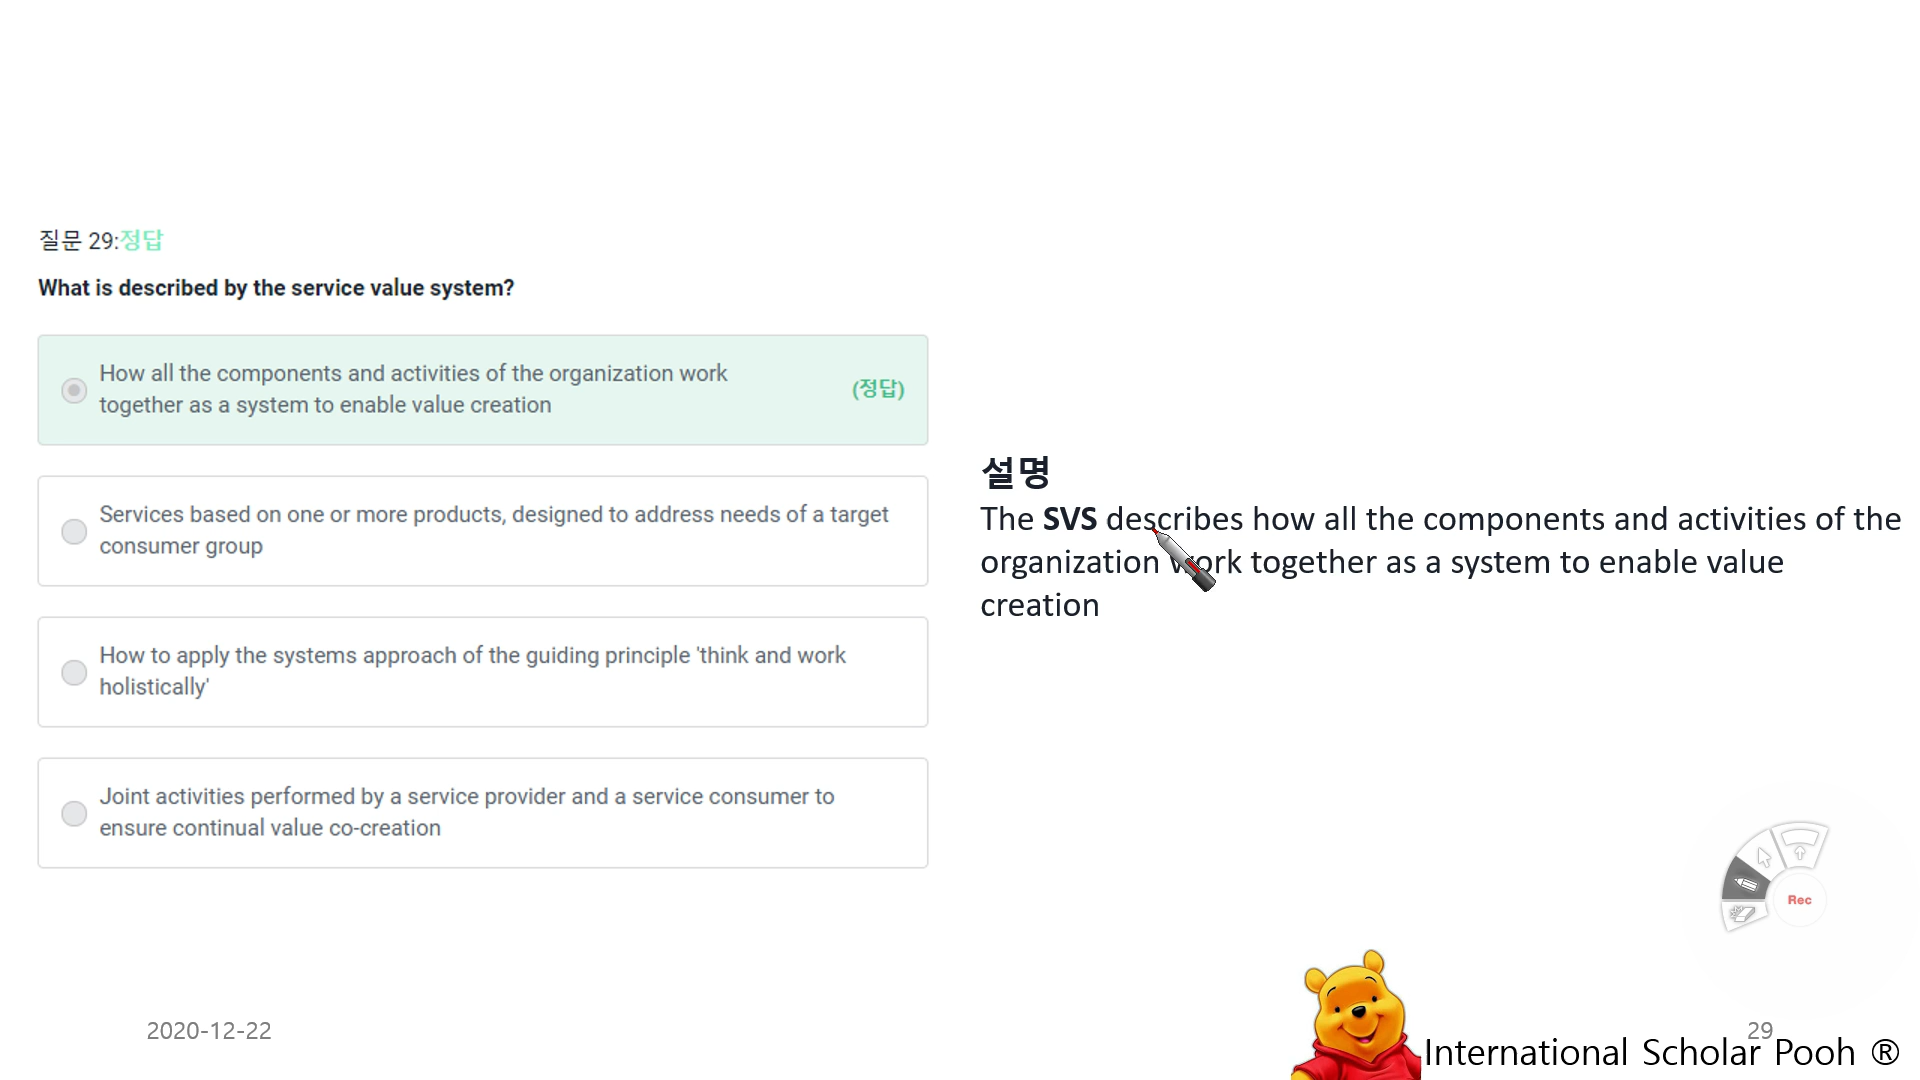 질문 29:정답
What is described by the service value system?
How all the components and activities of the organization work
together as a system to enable value creation
(정답)
Services based on one or more products, designed to address needs of a target
consumer group
How to apply the systems approach of the guiding principle 'think and work
holistically'
Joint activities performed by a service provider and a service consumer to
ensure continual value co-creation
설명
The SVS describes how all the components and activities of the
organization work together as a system to enable value
creation
Rec
2020-12-22
29
International Scholar Pooh ®